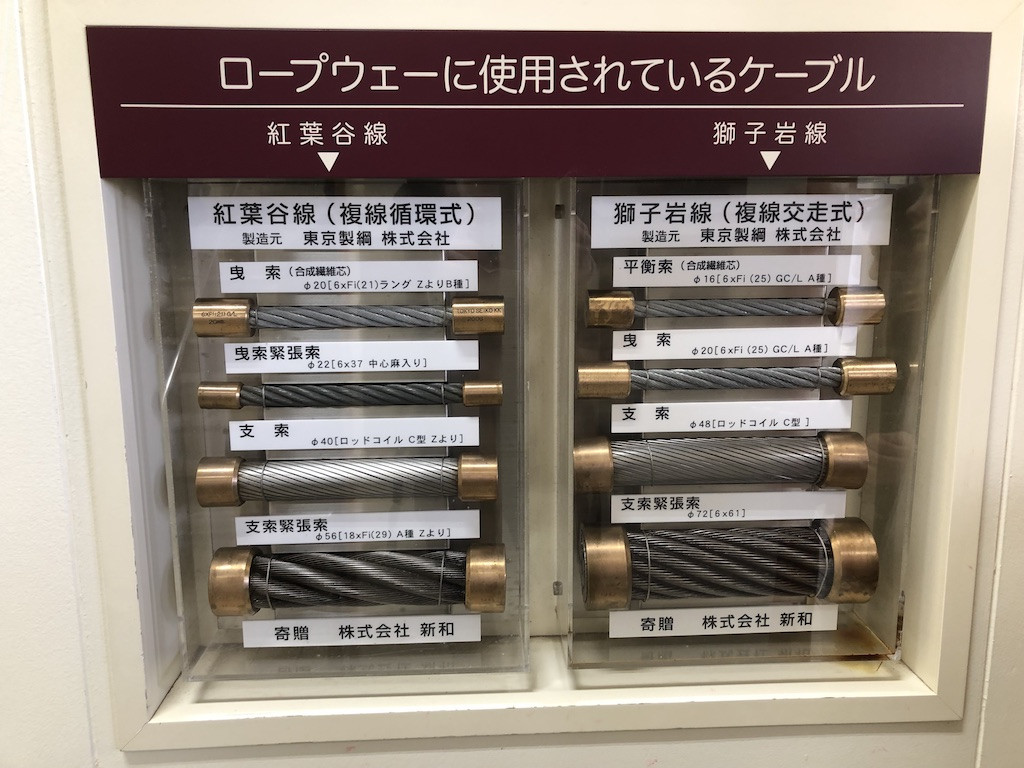 ロープウェーに使用されているケーブル
紅葉谷線
▼
紅葉谷線（複線循環式）
製造元 東京製綱 株式会社
曳 索（合成繊維芯）
φ20[6xFi(21)ラング ZよりB種]
曳索緊張索
φ22[6x37 中心麻入り]
支 索
φ40[ロッドコイル C型 Zより]
支索緊張索
φ56[18xFi(29) A種 Zより]
寄贈 株式会社 新和
獅子岩線
▼
獅子岩線（複線交走式）
製造元 東京製綱 株式会社
平衡索（合成繊維芯）
φ16[6xFi (25) GC/L A種]
曳 索
φ20[6xFi (25) GC/L A種]
支 索
φ48[ロッドコイル C型 ]
支索緊張索
φ72[6x61]
寄贈 株式会社 新和